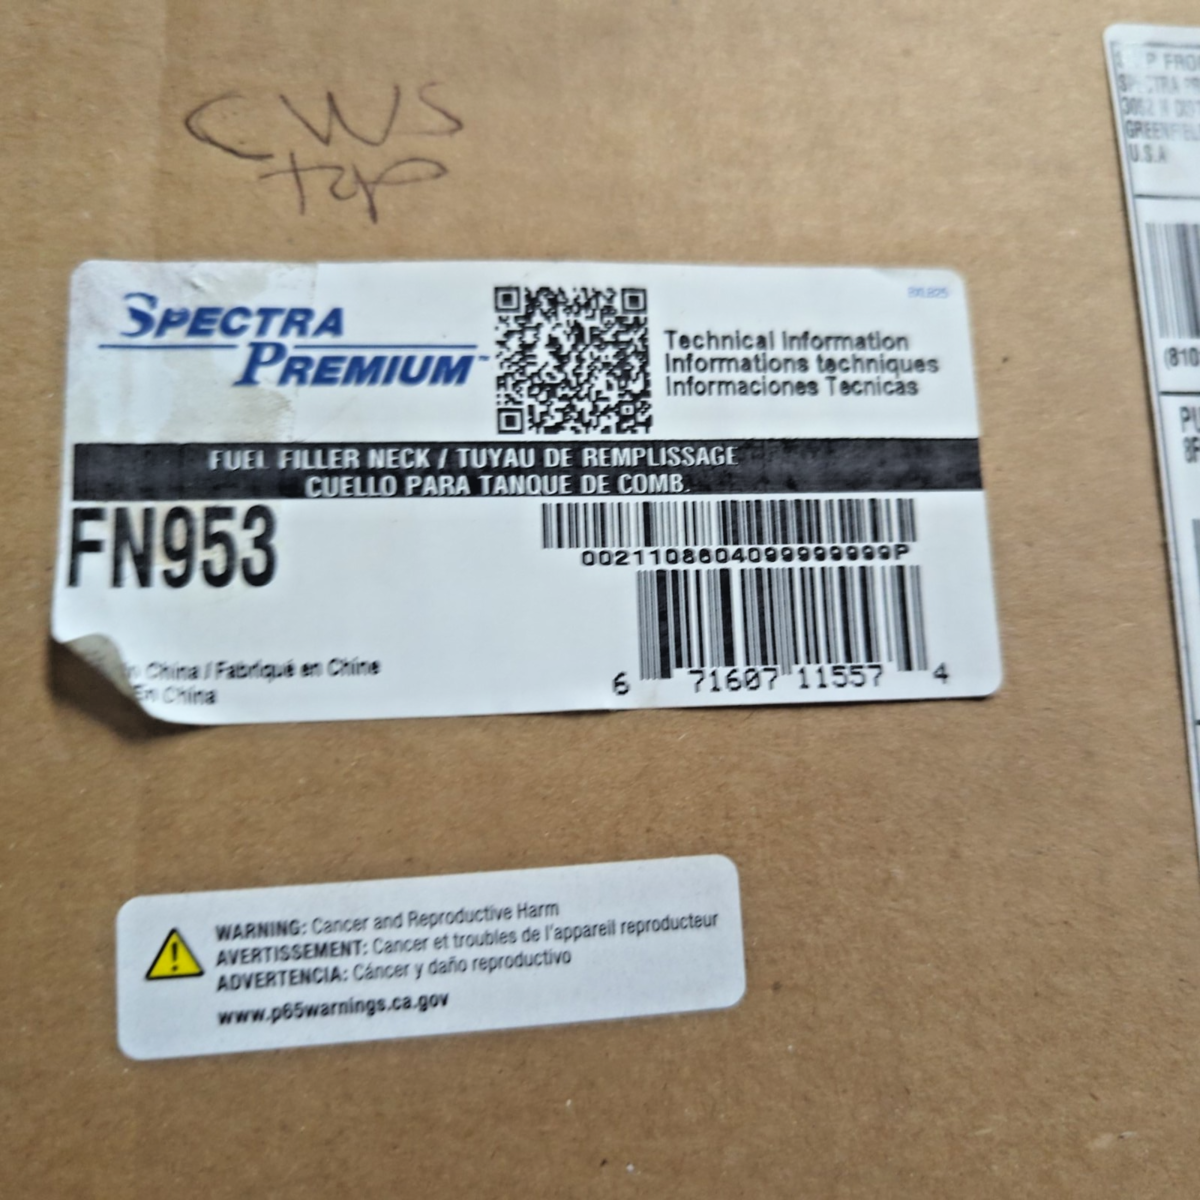 CWS
top
SPECTRA
PREMIUM™
Technical Information
Informations techniques
Informaciones Tecnicas
FUEL FILLER NECK / TUYAU DE REMPLISSAGE
CUELLO PARA TANQUE DE COMB.
FN953
0021108604099999999P
6 71607 11557 4
China / Fabriqué en Chine
En China
WARNING: Cancer and Reproductive Harm
AVERTISSEMENT: Cancer et troubles de l'appareil reproducteur
ADVERTENCIA: Cáncer y daño reproductivo
www.p65warnings.ca.gov
U.S.A